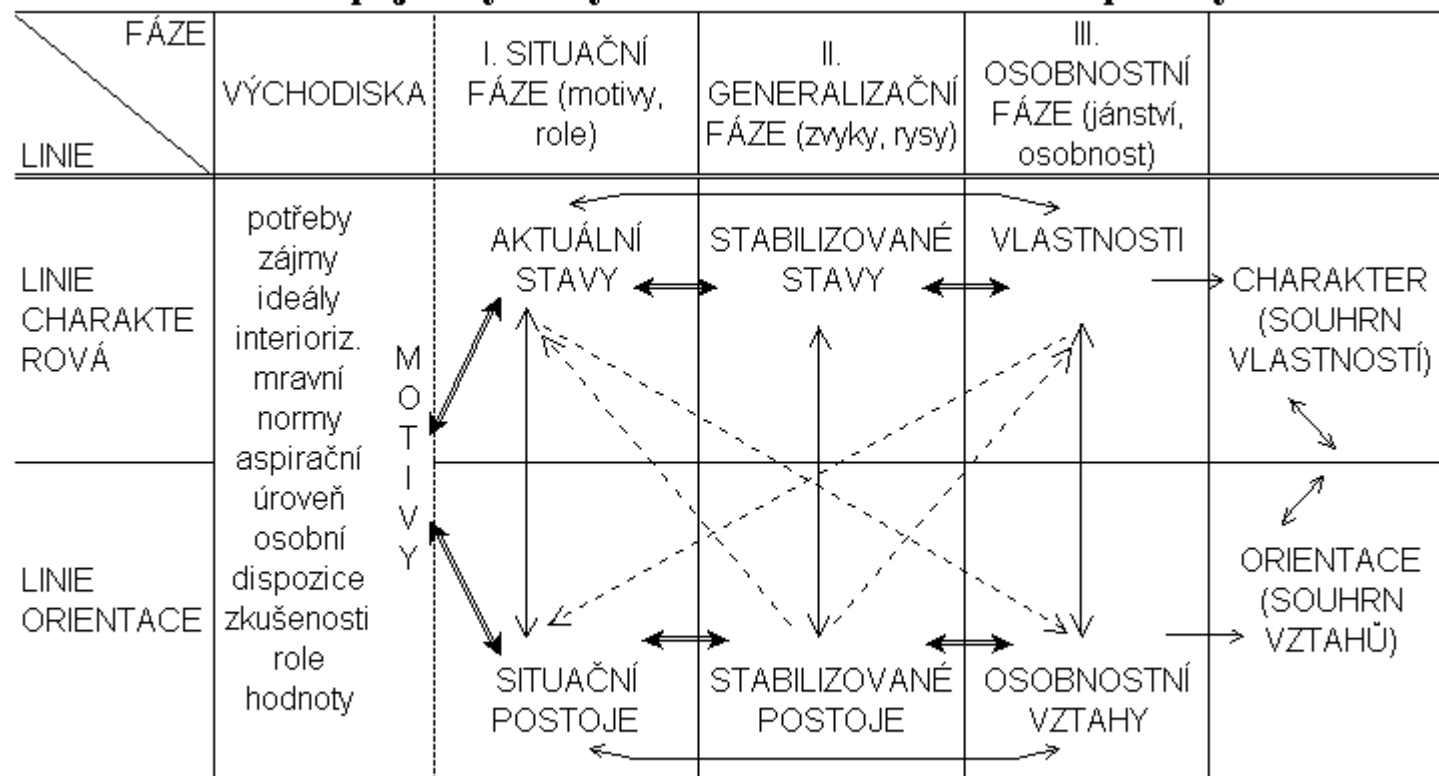 FÁZE
LINIE
VÝCHODISKA
I. SITUAČNÍ
FÁZE (motivy,
role)
II.
GENERALIZAČNÍ
FÁZE (zvyky, rysy)
III.
OSOBNOSTNÍ
FÁZE (jánství,
osobnost)
LINIE
CHARAKTE
ROVÁ
potřeby
zájmy
ideály
interioriz.
mravní
normy
aspirační
úroveň
osobní
dispozice
zkušenosti
role
hodnoty
M
O
T
I
V
Y
AKTUÁLNÍ
STAVY
STABILIZOVANÉ
STAVY
VLASTNOSTI
CHARAKTER
(SOUHRN
VLASTNOSTÍ)
LINIE
ORIENTACE
SITUAČNÍ
POSTOJE
STABILIZOVANÉ
POSTOJE
OSOBNOSTNÍ
VZTAHY
ORIENTACE
(SOUHRN
VZTAHŮ)